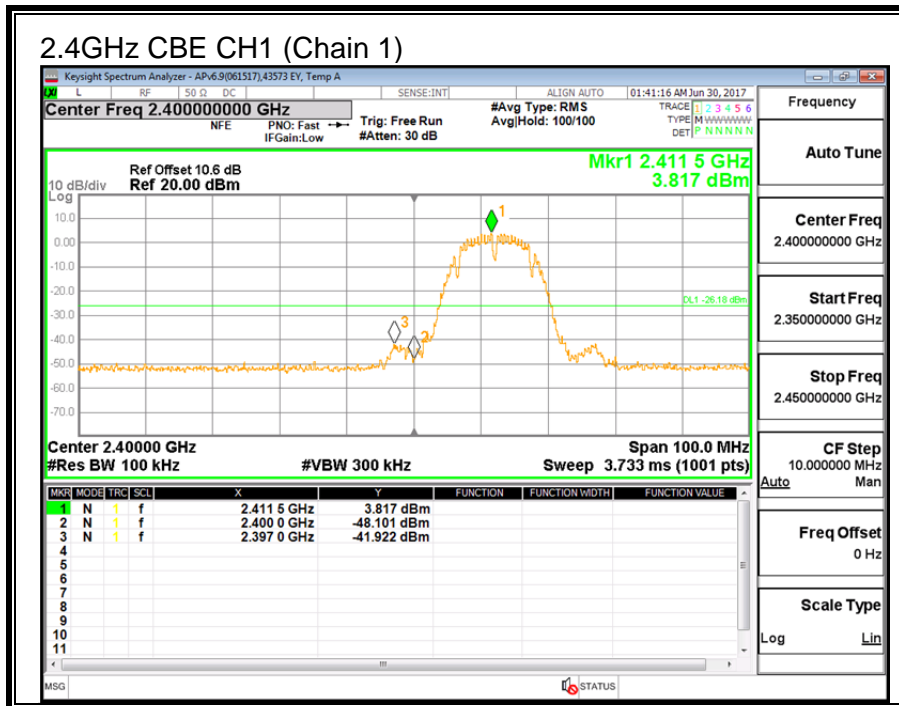 2.4GHz CBE CH1 (Chain 1)
Keysight Spectrum Analyzer - APv6.9(061517),43573 EY, Temp A
L RF 50 Ω DC SENSE:INT ALIGN AUTO 01:41:16 AM Jun 30, 2017
Center Freq 2.400000000 GHz
NFE PNO: Fast IFGain:Low
Trig: Free Run
#Atten: 30 dB
#Avg Type: RMS
Avg|Hold: 100/100
TRACE 1 2 3 4 5 6
TYPE M WWWWW
DET P N N N N N
Mkr1 2.411 5 GHz
3.817 dBm
Ref Offset 10.6 dB
10 dB/div Ref 20.00 dBm
Log
10.0
0.00
-10.0
-20.0
-30.0
-40.0
-50.0
-60.0
-70.0
1
3
2
DL1 -26.18 dBm
Center 2.40000 GHz Span 100.0 MHz
#Res BW 100 kHz #VBW 300 kHz Sweep 3.733 ms (1001 pts)
MKR MODE TRC SCL X Y FUNCTION FUNCTION WIDTH FUNCTION VALUE
1 N 1 f 2.411 5 GHz 3.817 dBm
2 N 1 f 2.400 0 GHz -48.101 dBm
3 N 1 f 2.397 0 GHz -41.922 dBm
4
5
6
7
8
9
10
11
MSG STATUS
Frequency
Auto Tune
Center Freq
2.400000000 GHz
Start Freq
2.350000000 GHz
Stop Freq
2.450000000 GHz
CF Step
10.000000 MHz
Auto Man
Freq Offset
0 Hz
Scale Type
Log Lin